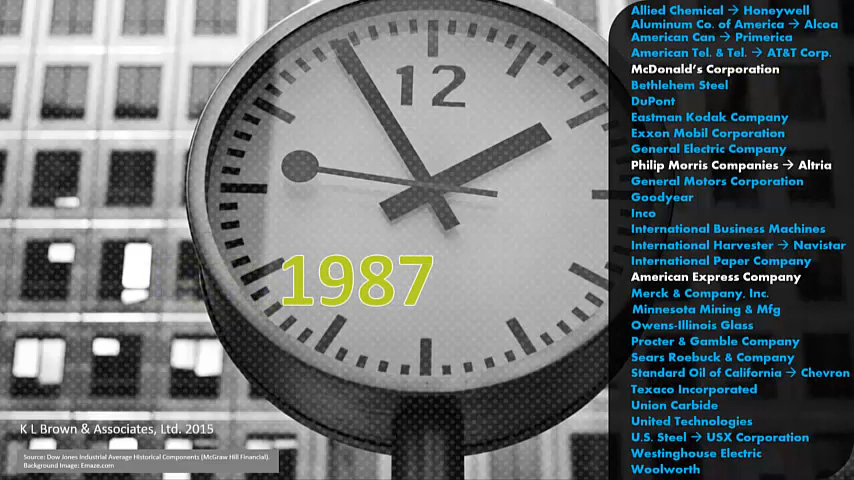 12
1987
K L Brown & Associates, Ltd. 2015
Source: Dow Jones Industrial Average Historical Components (McGraw Hill Financial).
Background Image: Emaze.com
Allied Chemical → Honeywell
Aluminum Co. of America → Alcoa
American Can → Primerica
American Tel. & Tel. → AT&T Corp.
McDonald's Corporation
Bethlehem Steel
DuPont
Eastman Kodak Company
Exxon Mobil Corporation
General Electric Company
Philip Morris Companies → Altria
General Motors Corporation
Goodyear
Inco
International Business Machines
International Harvester → Navistar
International Paper Company
American Express Company
Merck & Company, Inc.
Minnesota Mining & Mfg
Owens-Illinois Glass
Procter & Gamble Company
Sears Roebuck & Company
Standard Oil of California → Chevron
Texaco Incorporated
Union Carbide
United Technologies
U.S. Steel → USX Corporation
Westinghouse Electric
Woolworth